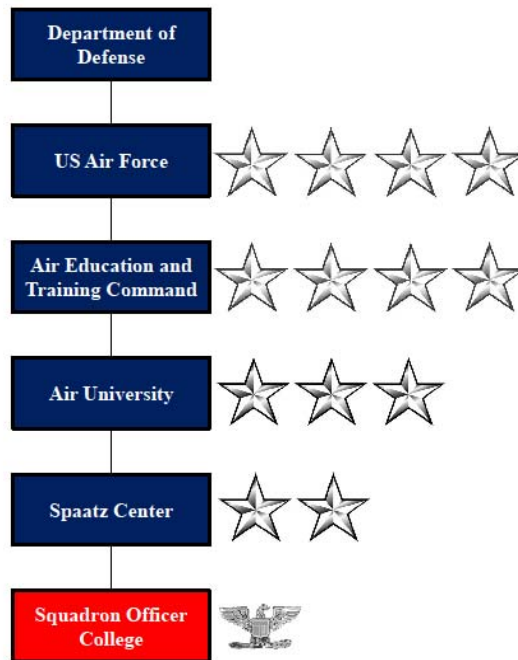 Department of
Defense
US Air Force
Air Education and
Training Command
Air University
Spaatz Center
Squadron Officer
College